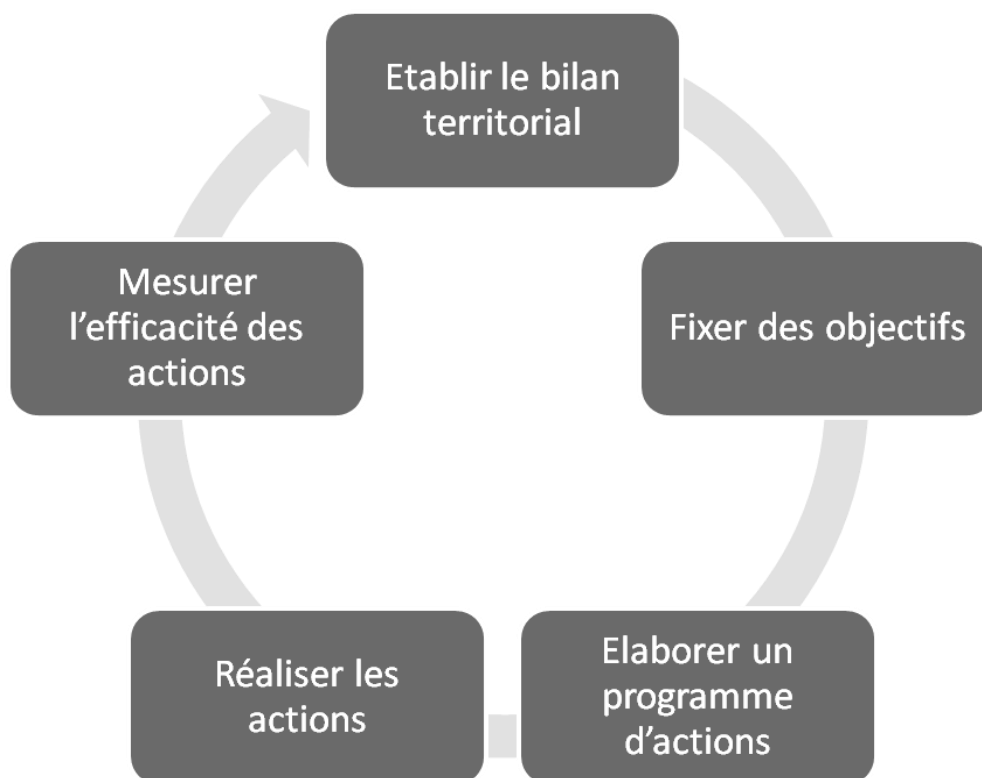 Etablir le bilan
territorial
Fixer des objectifs
Elaborer un
programme
d’actions
Réaliser les
actions
Mesurer
l’efficacité des
actions